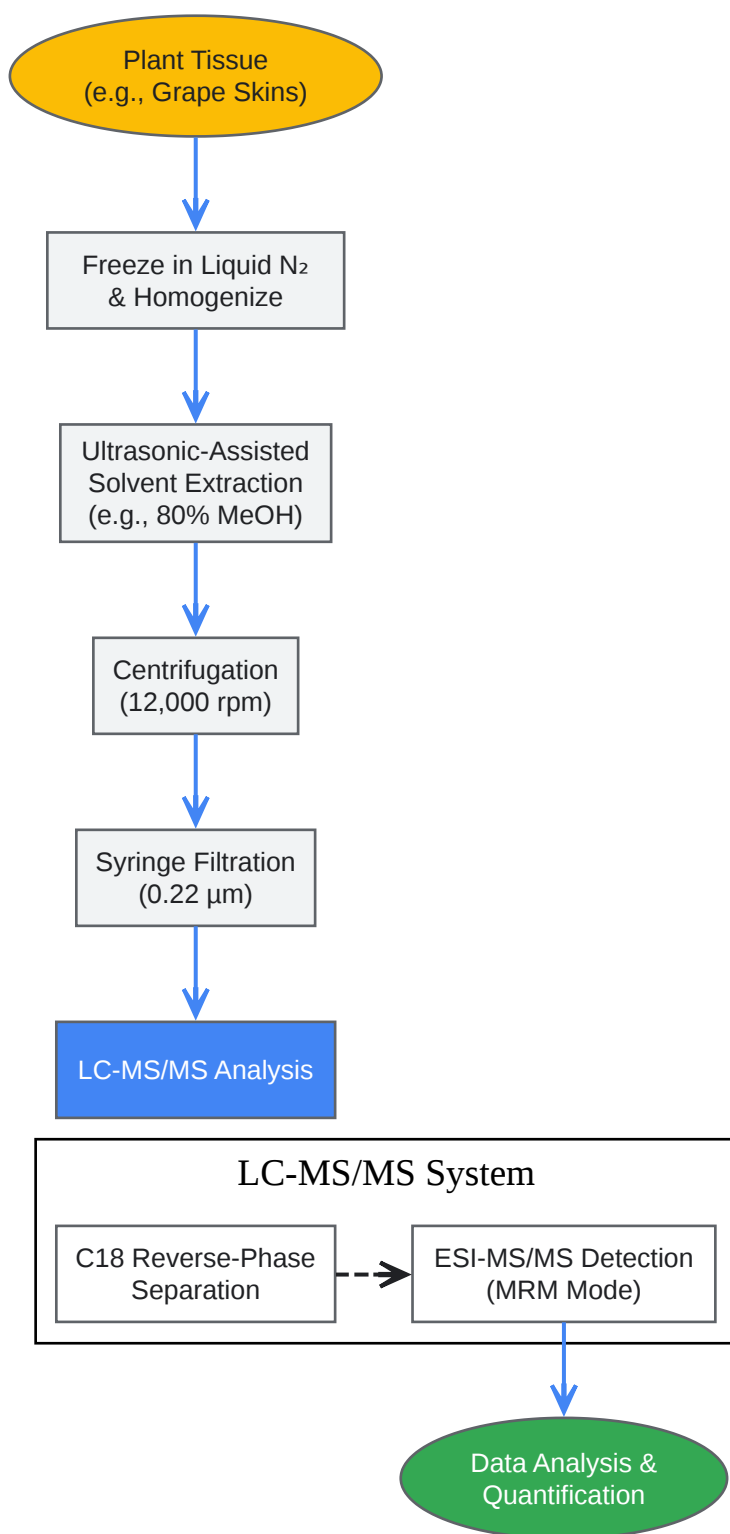 Plant Tissue
(e.g., Grape Skins)
Freeze in Liquid N₂
& Homogenize
Ultrasonic-Assisted
Solvent Extraction
(e.g., 80% MeOH)
Centrifugation
(12,000 rpm)
Syringe Filtration
(0.22 µm)
LC-MS/MS Analysis
LC-MS/MS System
C18 Reverse-Phase
Separation
ESI-MS/MS Detection
(MRM Mode)
Data Analysis &
Quantification